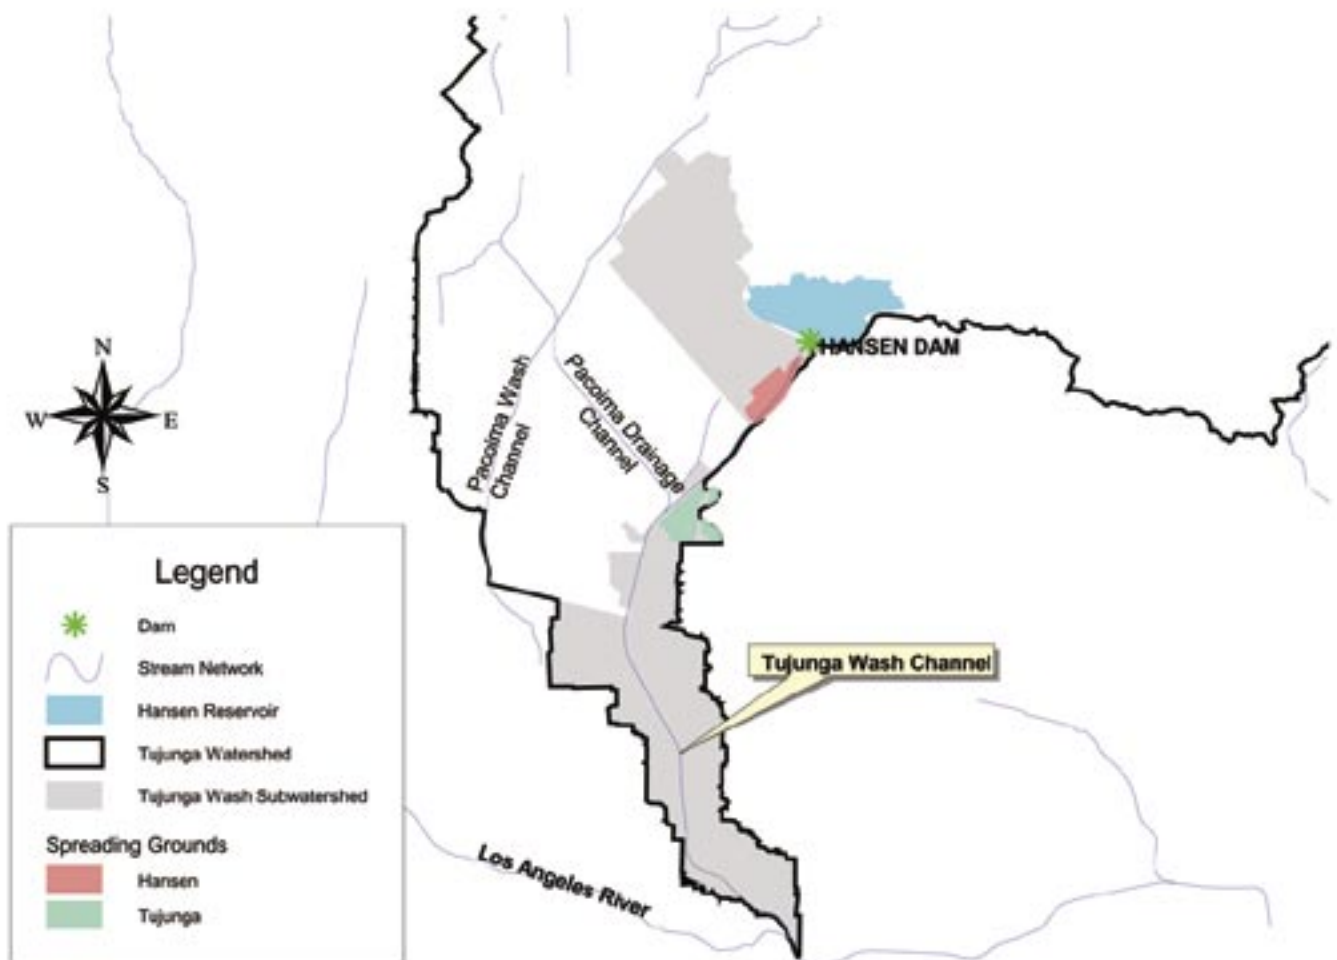 HANSEN DAM
Pacoima Wash
Channel
Pacoima Drainage
Channel
N
W
E
S
Tujunga Wash Channel
Los Angeles River
Legend
Dam
Stream Network
Hansen Reservoir
Tujunga Watershed
Tujunga Wash Subwatershed
Spreading Grounds
Hansen
Tujunga